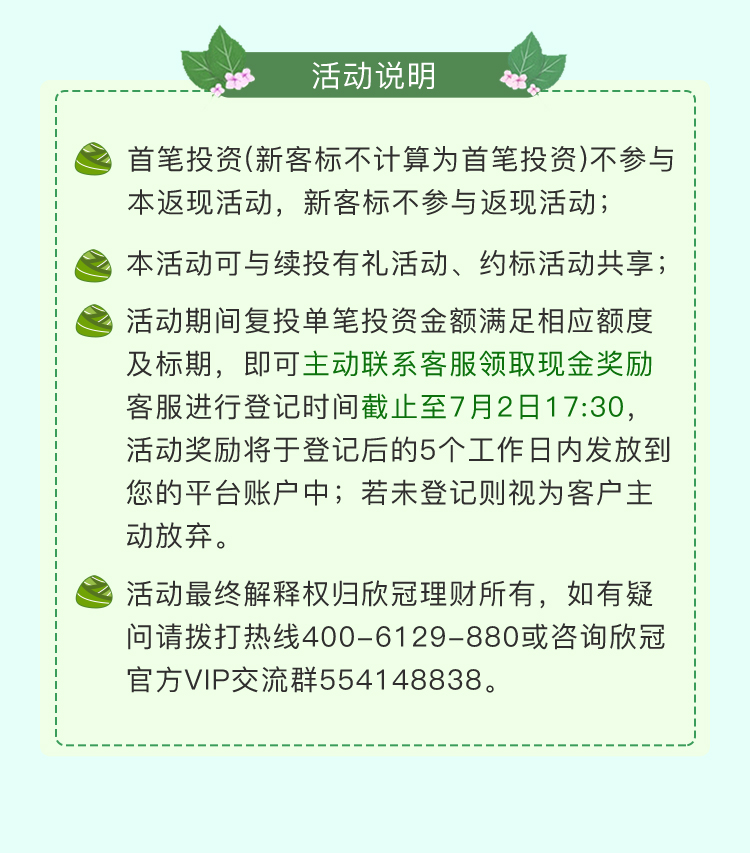 活动说明
首笔投资(新客标不计算为首笔投资)不参与
本返现活动，新客标不参与返现活动；
本活动可与续投有礼活动、约标活动共享；
活动期间复投单笔投资金额满足相应额度
及标期，即可主动联系客服领取现金奖励
客服进行登记时间截止至7月2日17:30，
活动奖励将于登记后的5个工作日内发放到
您的平台账户中；若未登记则视为客户主
动放弃。
活动最终解释权归欣冠理财所有，如有疑
问请拨打热线400-6129-880或咨询欣冠
官方VIP交流群554148838。